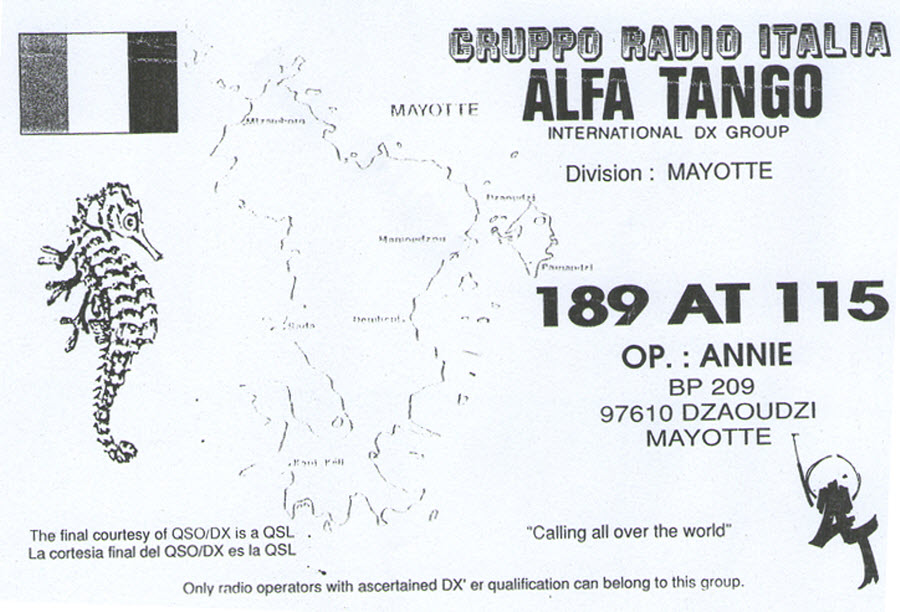 GRUPPO RADIO ITALIA
ALFA TANGO
INTERNATIONAL DX GROUP
Division : MAYOTTE
MAYOTTE
Dzaoudzi
Mamoudzou
Pamandzi
Sada
Dembeni
189 AT 115
OP. : ANNIE
BP 209
97610 DZAOUDZI
MAYOTTE
AT
The final courtesy of QSO/DX is a QSL
La cortesia final del QSO/DX es la QSL
"Calling all over the world"
Only radio operators with ascertained DX' er qualification can belong to this group.